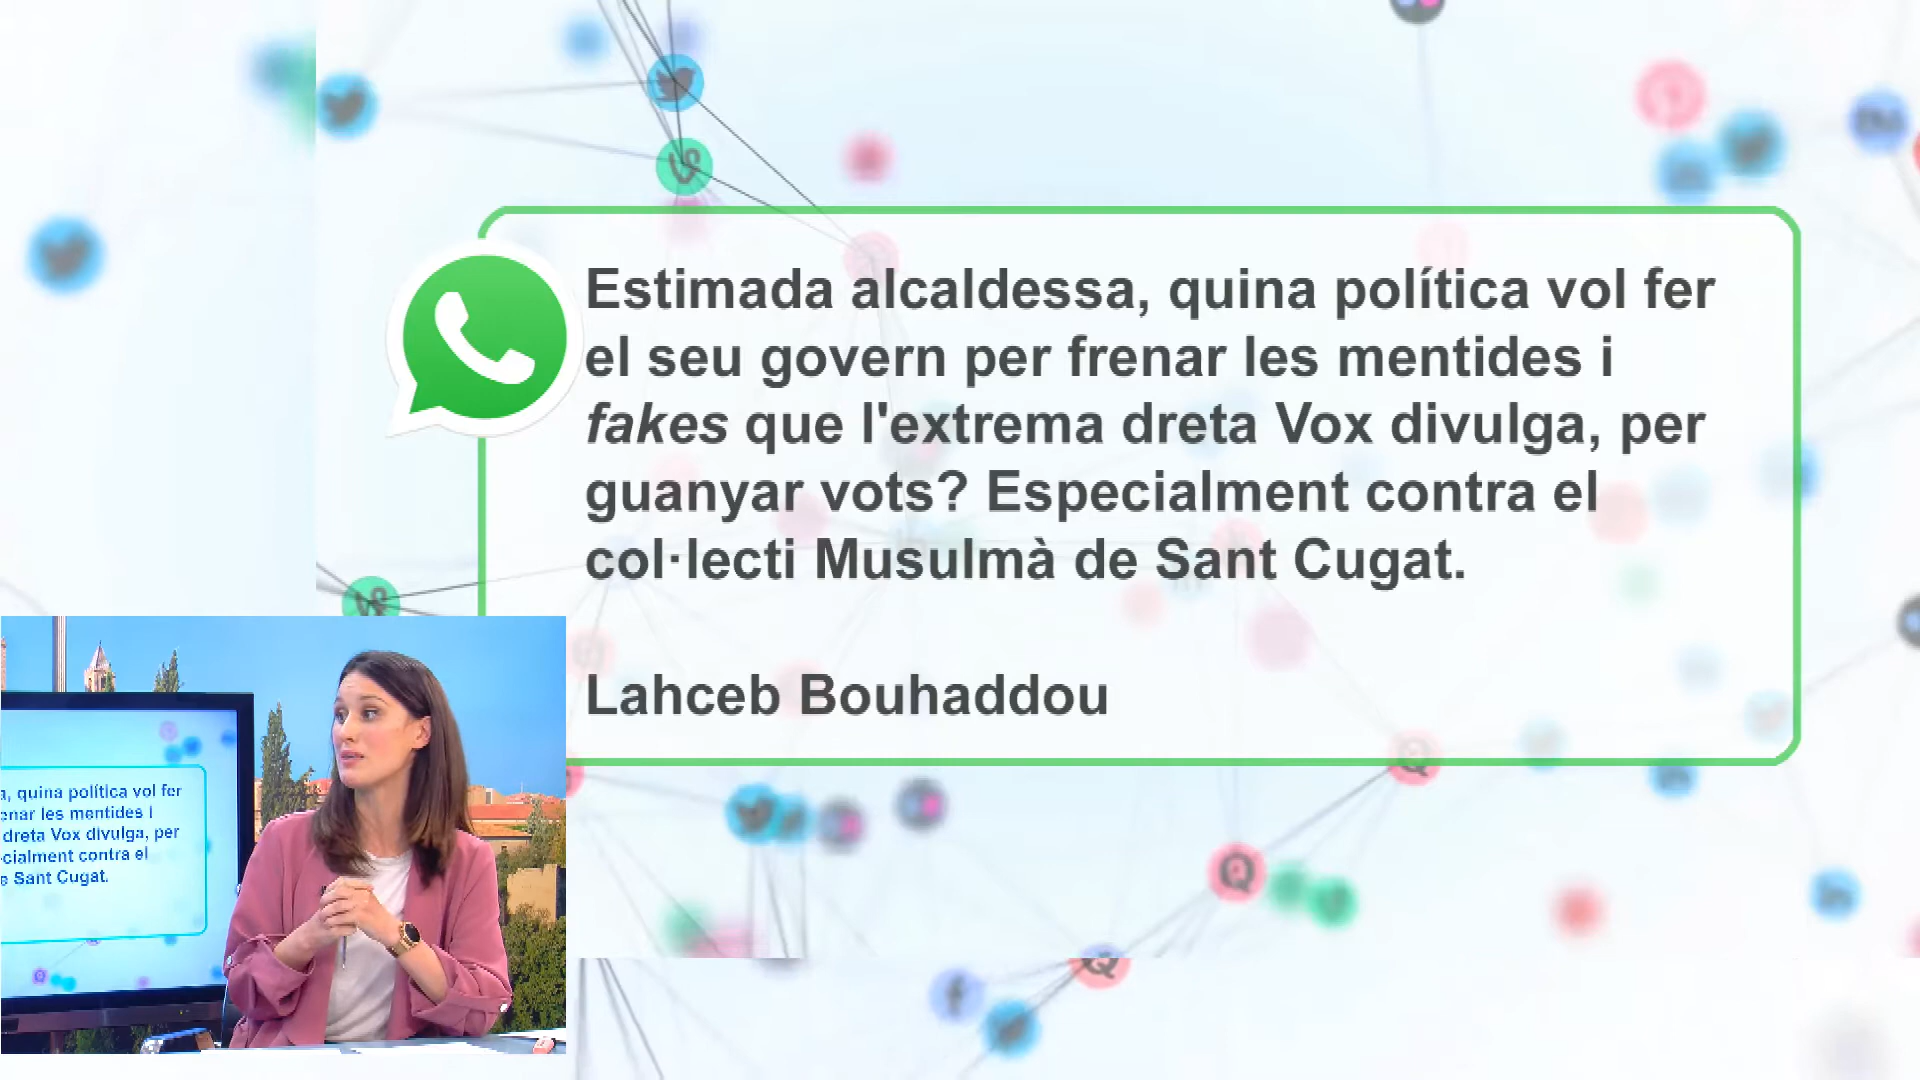 Estimada alcaldessa, quina política vol fer
el seu govern per frenar les mentides i
fakes que l'extrema dreta Vox divulga, per
guanyar vots? Especialment contra el
col·lecti Musulmà de Sant Cugat.
Lahceb Bouhaddou
a, quina política vol fer
enar les mentides i
dreta Vox divulga, per
cialment contra el
e Sant Cugat.